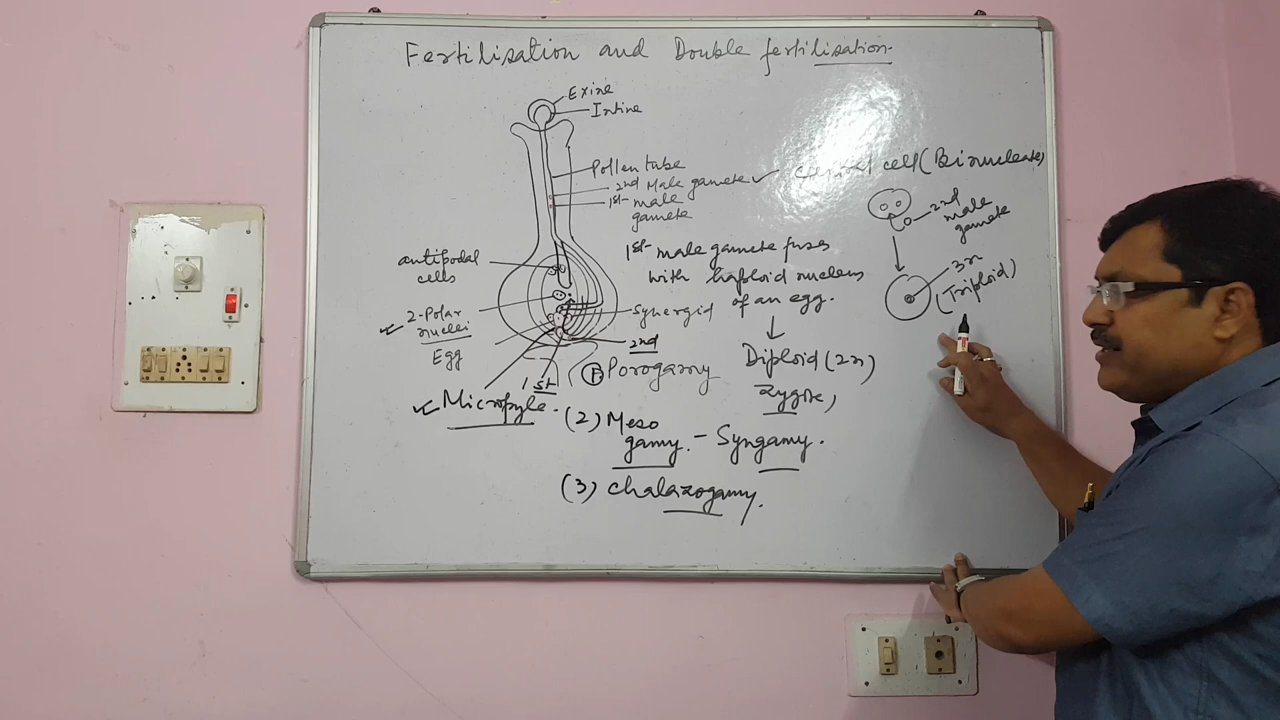 Fertilisation and Double fertilisation.
Exine
Intine
Pollen tube
2nd Male gamete ✓
1st male
gamete
central cell (Binucleate)
2nd
male
gamete
3n
(Triploid)
antipodal
cells
2-Polar
nuclei
Egg
Micropyle.
1st
2nd
Synergid
1st male gamete fuses
with haploid nucleus
of an egg.
↓
Diploid (2n)
zygote,
① Porogamy
(2) Meso
gamy. - Syngamy.
(3) chalazogamy.